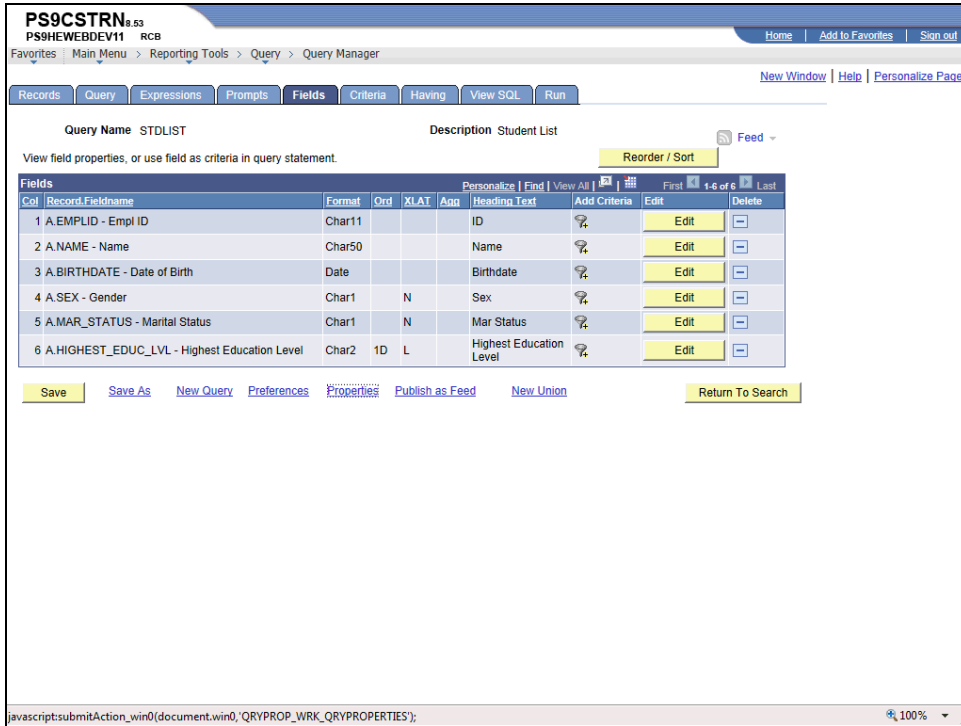 PS9CSTRN8.53
PS9HEWEBDEV11 RCB
Home | Add to Favorites | Sign out
Favorites | Main Menu > Reporting Tools > Query > Query Manager
New Window | Help | Personalize Page
Records Query Expressions Prompts Fields Criteria Having View SQL Run
Query Name STDLIST Description Student List
Feed
View field properties, or use field as criteria in query statement. Reorder / Sort
Fields Personalize | Find | View All | | First 1-6 of 6 Last
Col Record.Fieldname Format Ord XLAT Agg Heading Text Add Criteria Edit Delete
1 A.EMPLID - Empl ID Char11 ID Edit
2 A.NAME - Name Char50 Name Edit
3 A.BIRTHDATE - Date of Birth Date Birthdate Edit
4 A.SEX - Gender Char1 N Sex Edit
5 A.MAR_STATUS - Marital Status Char1 N Mar Status Edit
6 A.HIGHEST_EDUC_LVL - Highest Education Level Char2 1D L Highest Education Level Edit
Save Save As New Query Preferences Properties Publish as Feed New Union Return To Search
javascript:submitAction_win0(document.win0,'QRYPROP_WRK_QRYPROPERTIES'); 100%